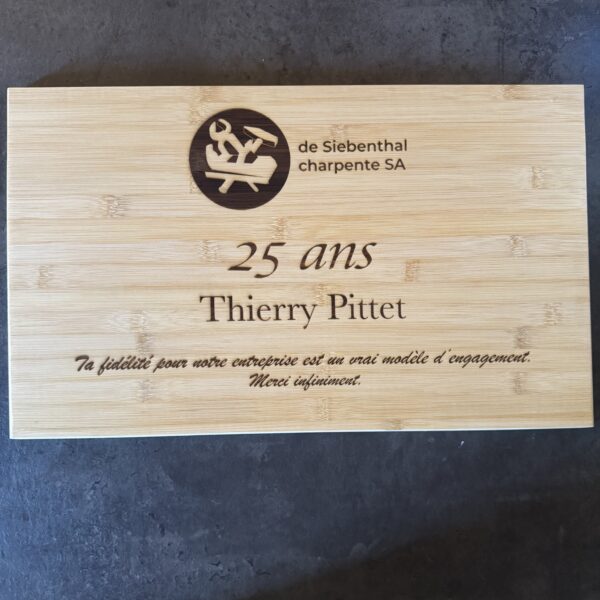 de Siebenthal
charpente SA
25 ans
Thierry Pittet
Ta fidélité pour notre entreprise est un vrai modèle d'engagement.
Merci infiniment.